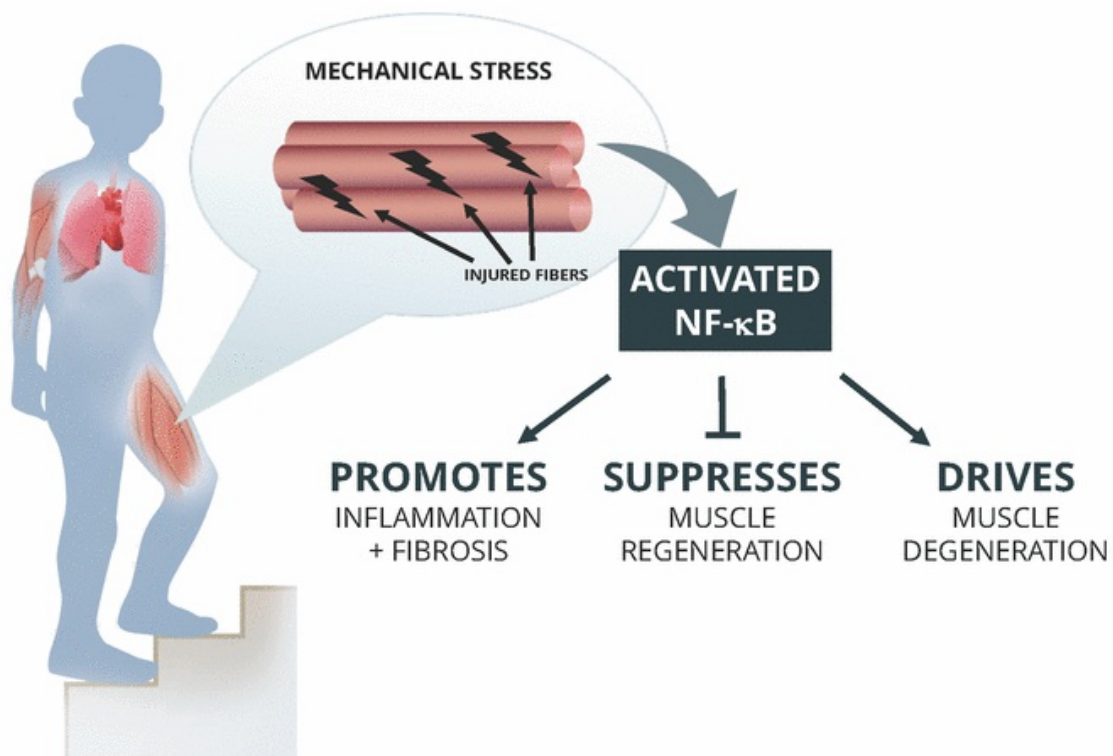 MECHANICAL STRESS
INJURED FIBERS
ACTIVATED
NF-κB
PROMOTES
INFLAMMATION
+ FIBROSIS
SUPPRESSES
MUSCLE
REGENERATION
DRIVES
MUSCLE
DEGENERATION